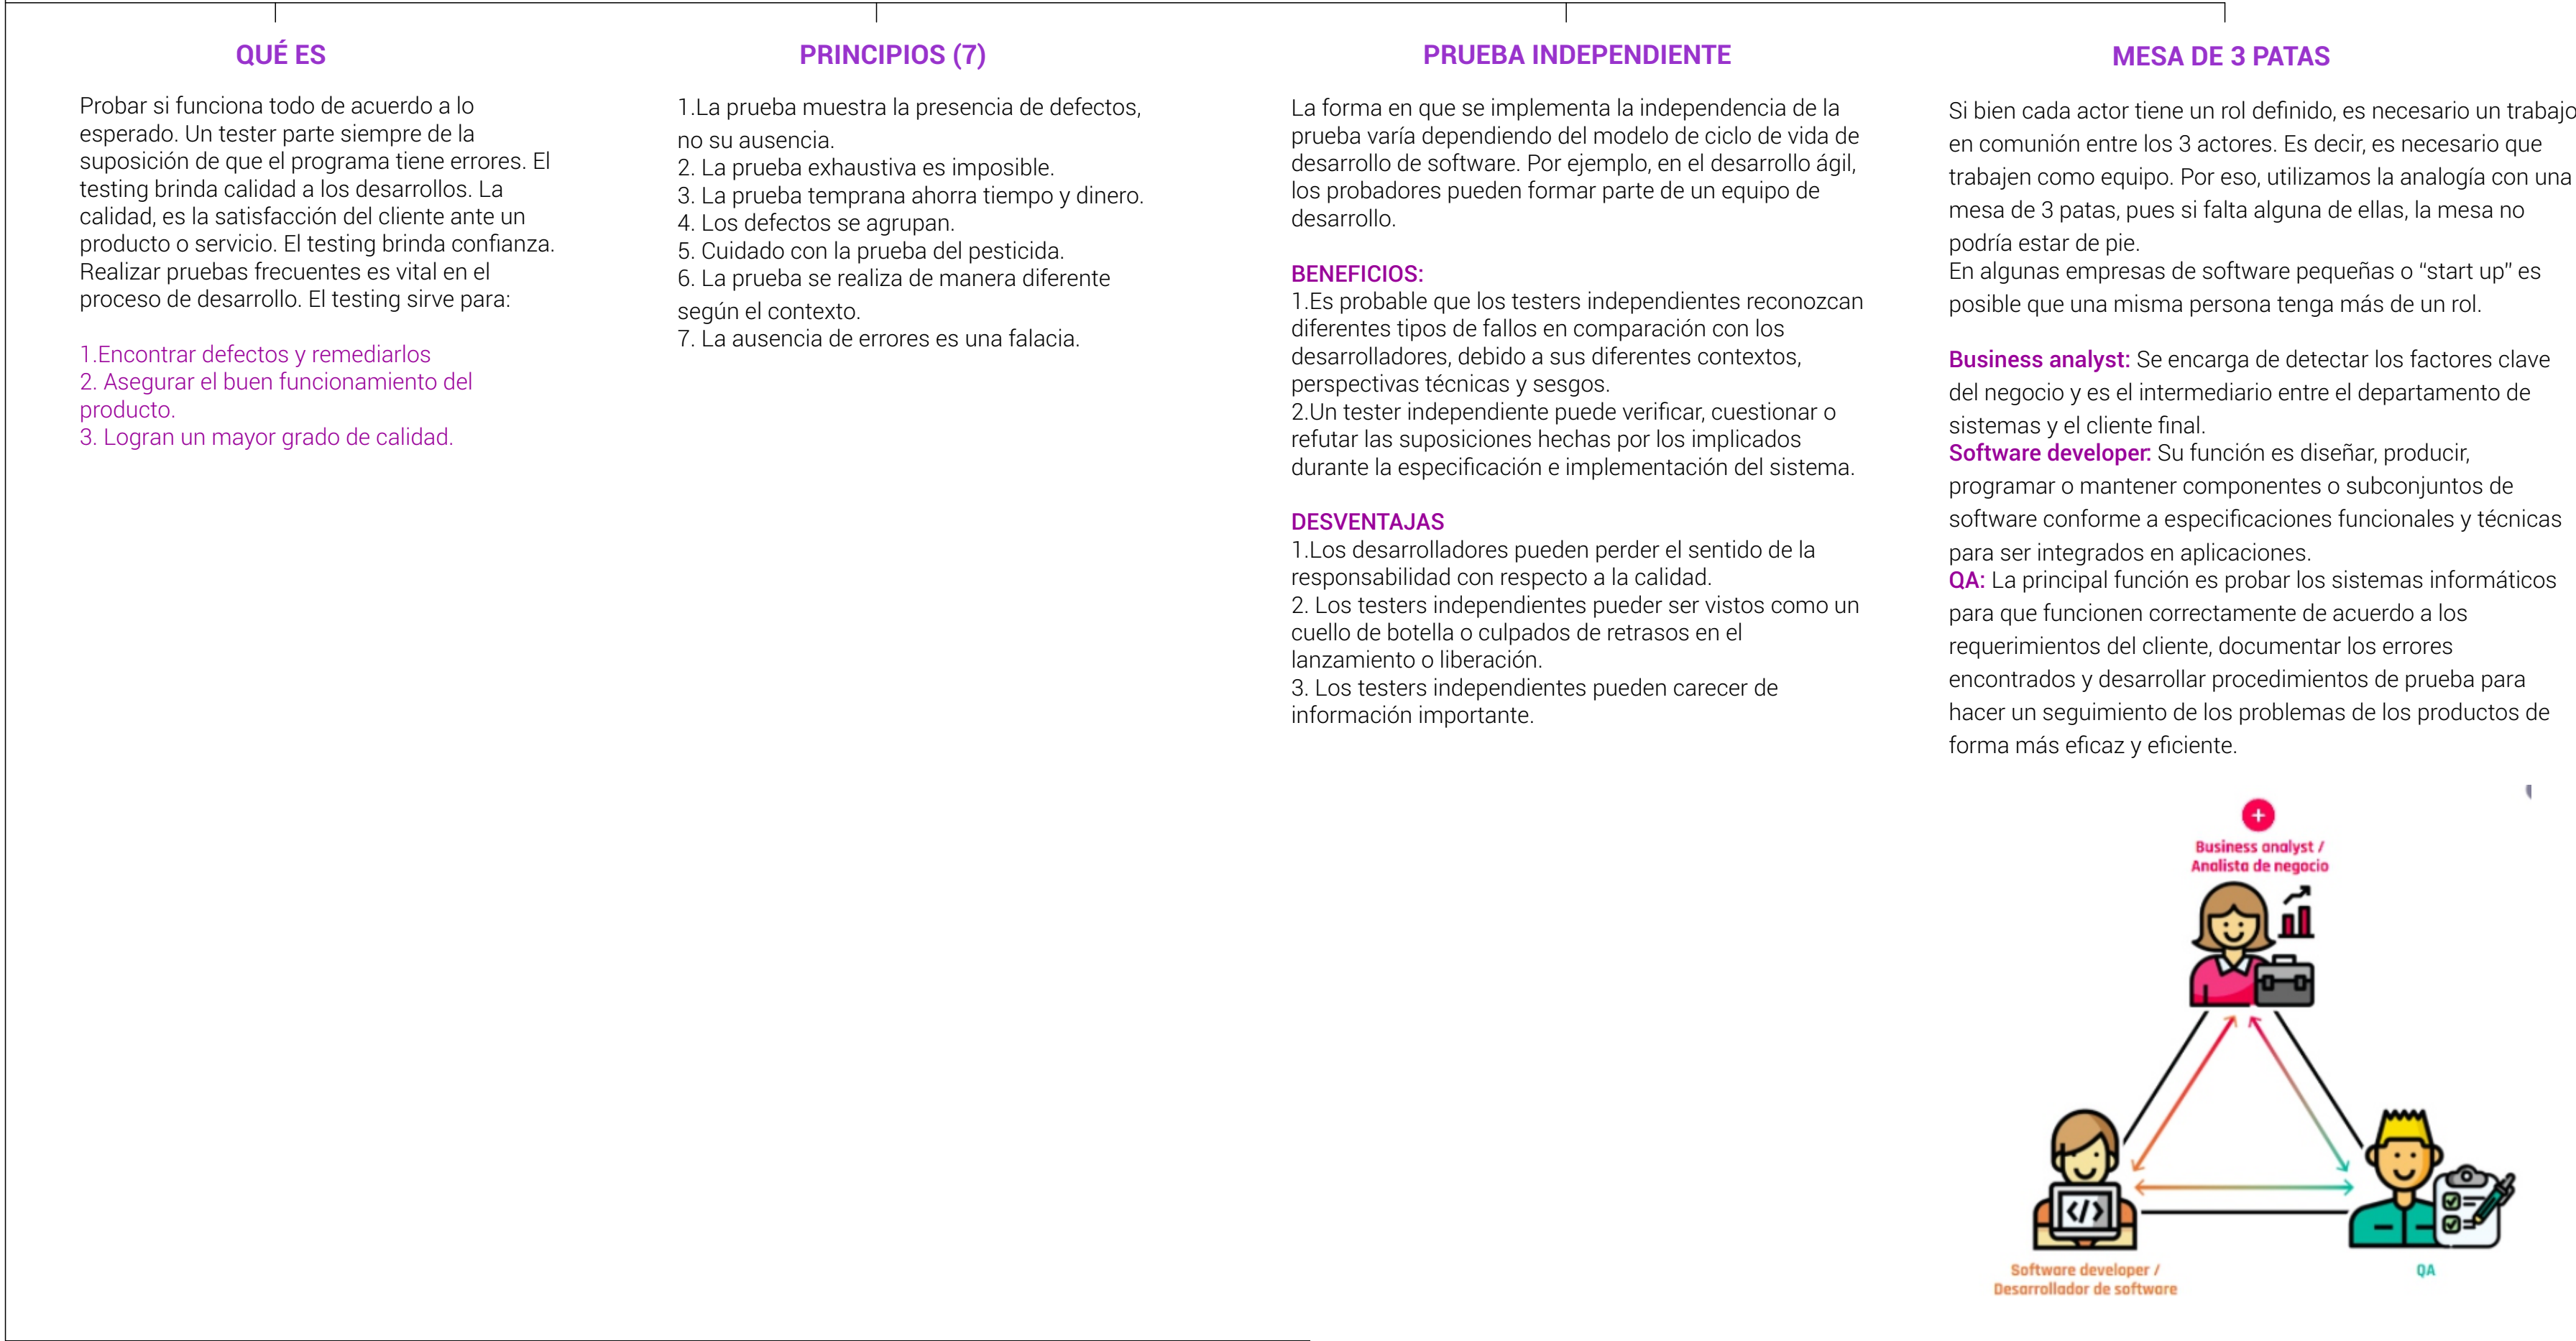 QUÉ ES
Probar si funciona todo de acuerdo a lo
esperado. Un tester parte siempre de la
suposición de que el programa tiene errores. El
testing brinda calidad a los desarrollos. La
calidad, es la satisfacción del cliente ante un
producto o servicio. El testing brinda confianza.
Realizar pruebas frecuentes es vital en el
proceso de desarrollo. El testing sirve para:
1.Encontrar defectos y remediarlos
2. Asegurar el buen funcionamiento del
producto.
3. Logran un mayor grado de calidad.
PRINCIPIOS (7)
1.La prueba muestra la presencia de defectos,
no su ausencia.
2. La prueba exhaustiva es imposible.
3. La prueba temprana ahorra tiempo y dinero.
4. Los defectos se agrupan.
5. Cuidado con la prueba del pesticida.
6. La prueba se realiza de manera diferente
según el contexto.
7. La ausencia de errores es una falacia.
PRUEBA INDEPENDIENTE
La forma en que se implementa la independencia de la
prueba varía dependiendo del modelo de ciclo de vida de
desarrollo de software. Por ejemplo, en el desarrollo ágil,
los probadores pueden formar parte de un equipo de
desarrollo.
BENEFICIOS:
1.Es probable que los testers independientes reconozcan
diferentes tipos de fallos en comparación con los
desarrolladores, debido a sus diferentes contextos,
perspectivas técnicas y sesgos.
2.Un tester independiente puede verificar, cuestionar o
refutar las suposiciones hechas por los implicados
durante la especificación e implementación del sistema.
DESVENTAJAS
1.Los desarrolladores pueden perder el sentido de la
responsabilidad con respecto a la calidad.
2. Los testers independientes pueder ser vistos como un
cuello de botella o culpados de retrasos en el
lanzamiento o liberación.
3. Los testers independientes pueden carecer de
información importante.
MESA DE 3 PATAS
Si bien cada actor tiene un rol definido, es necesario un trabajo
en comunión entre los 3 actores. Es decir, es necesario que
trabajen como equipo. Por eso, utilizamos la analogía con una
mesa de 3 patas, pues si falta alguna de ellas, la mesa no
podría estar de pie.
En algunas empresas de software pequeñas o “start up” es
posible que una misma persona tenga más de un rol.
Business analyst: Se encarga de detectar los factores clave
del negocio y es el intermediario entre el departamento de
sistemas y el cliente final.
Software developer: Su función es diseñar, producir,
programar o mantener componentes o subconjuntos de
software conforme a especificaciones funcionales y técnicas
para ser integrados en aplicaciones.
QA: La principal función es probar los sistemas informáticos
para que funcionen correctamente de acuerdo a los
requerimientos del cliente, documentar los errores
encontrados y desarrollar procedimientos de prueba para
hacer un seguimiento de los problemas de los productos de
forma más eficaz y eficiente.
Business analyst /
Analista de negocio
</>
Software developer /
Desarrollador de software
QA